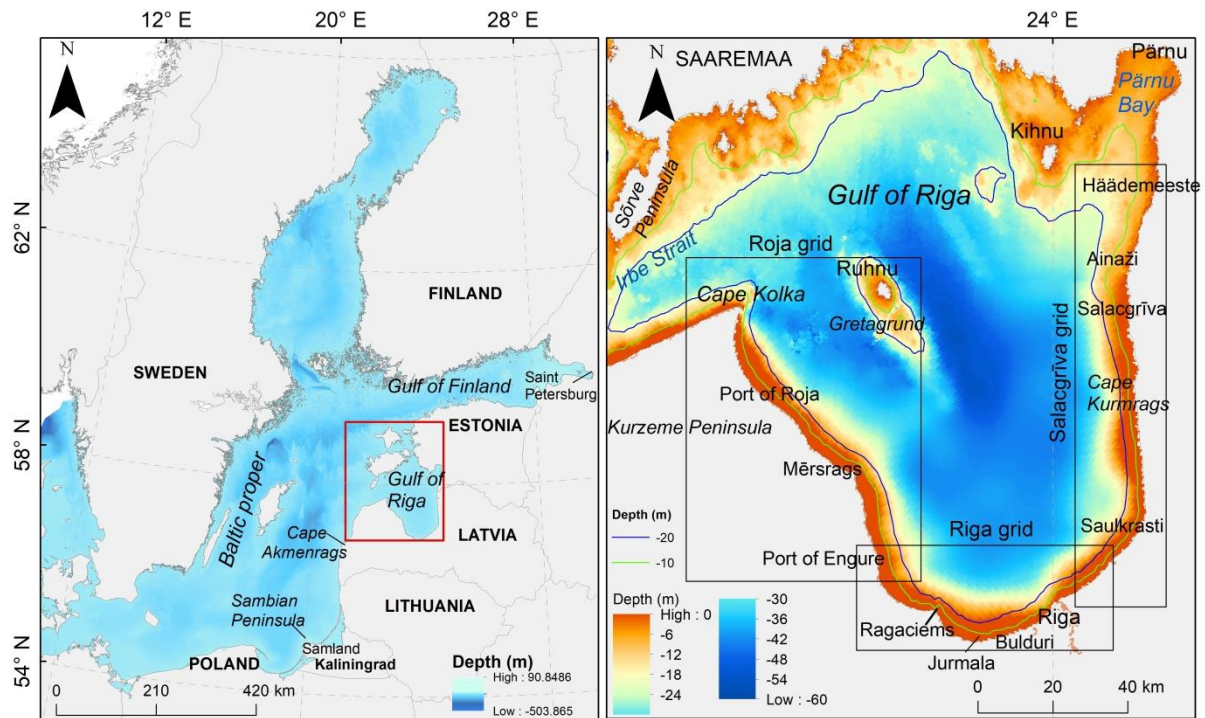 12° E
20° E
28° E
N
62° N
58° N
54° N
FINLAND
SWEDEN
Gulf of Finland
Saint
Petersburg
ESTONIA
Baltic proper
Gulf of
Riga
Cape
Akmenrags
LATVIA
Sambian
Peninsula
LITHUANIA
Samland
Kaliningrad
POLAND
Depth (m)
High : 90.8486
Low : -503.865
0
210
420 km
24° E
N
SAAREMAA
Pärnu
Pärnu
Bay
Kihnu
Sõrve
Peninsula
Häädemeeste
Gulf of Riga
Irbe Strait
Roja grid
Ruhnu
Ainaži
Cape Kolka
Gretagrund
Salacgrīva
Salacgrīva grid
Port of Roja
Cape
Kurmrags
Kurzeme Peninsula
Mērsrags
Depth (m)
-20
-10
Riga grid
Saulkrasti
Port of Engure
Depth (m)
High : 0
-6
-12
-18
-24
-30
-36
-42
-48
-54
Low : -60
Ragaciems
Riga
Bulduri
Jurmala
0
20
40 km